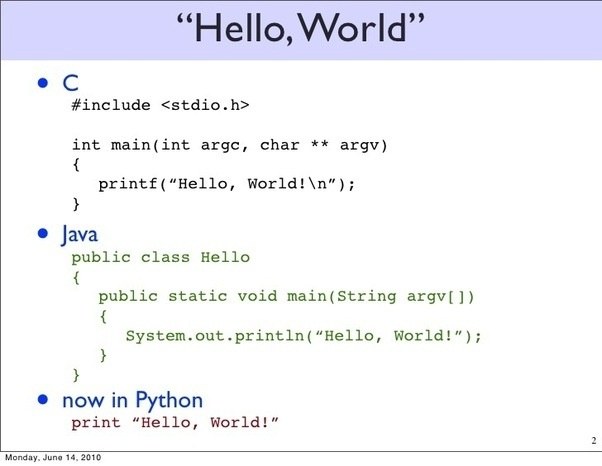 “Hello, World”
• C
#include <stdio.h>
int main(int argc, char ** argv)
{
printf(“Hello, World!\n”);
}
• Java
public class Hello
{
public static void main(String argv[])
{
System.out.println(“Hello, World!”);
}
}
• now in Python
print “Hello, World!”
2
Monday, June 14, 2010